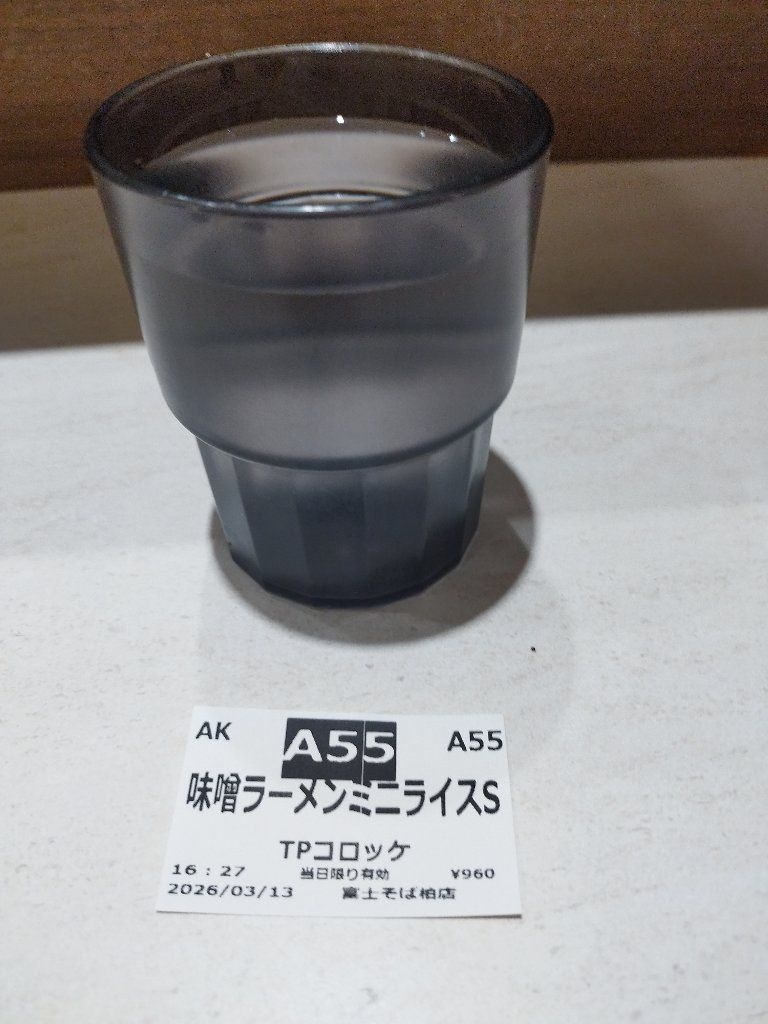 AK A55 A55
味噌ラーメンミニライスS
TPコロッケ
16:27 当日限り有効 ¥960
2026/03/13 富士そば柏店